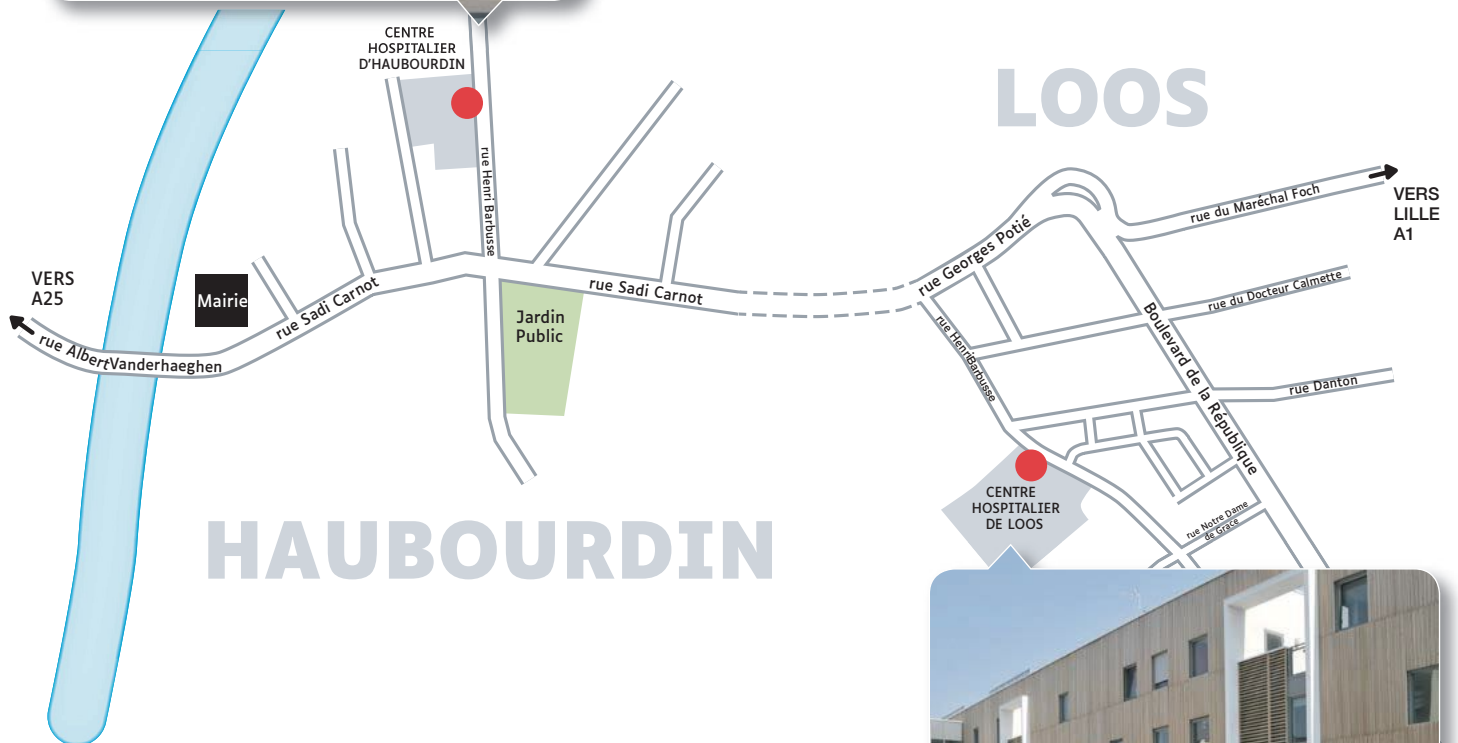 CENTRE
HOSPITALIER
D'HAUBOURDIN
LOOS
rue Henri Barbusse
rue du Maréchal Foch
VERS
LILLE
A1
rue Georges Potié
VERS
A25
Mairie
rue Sadi Carnot
rue Sadi Carnot
rue du Docteur Calmette
Jardin
Public
rue Albert Vanderhaeghen
rue Henri Barbusse
Boulevard de la République
rue Danton
CENTRE
HOSPITALIER
DE LOOS
rue Notre Dame
de Grace
HAUBOURDIN